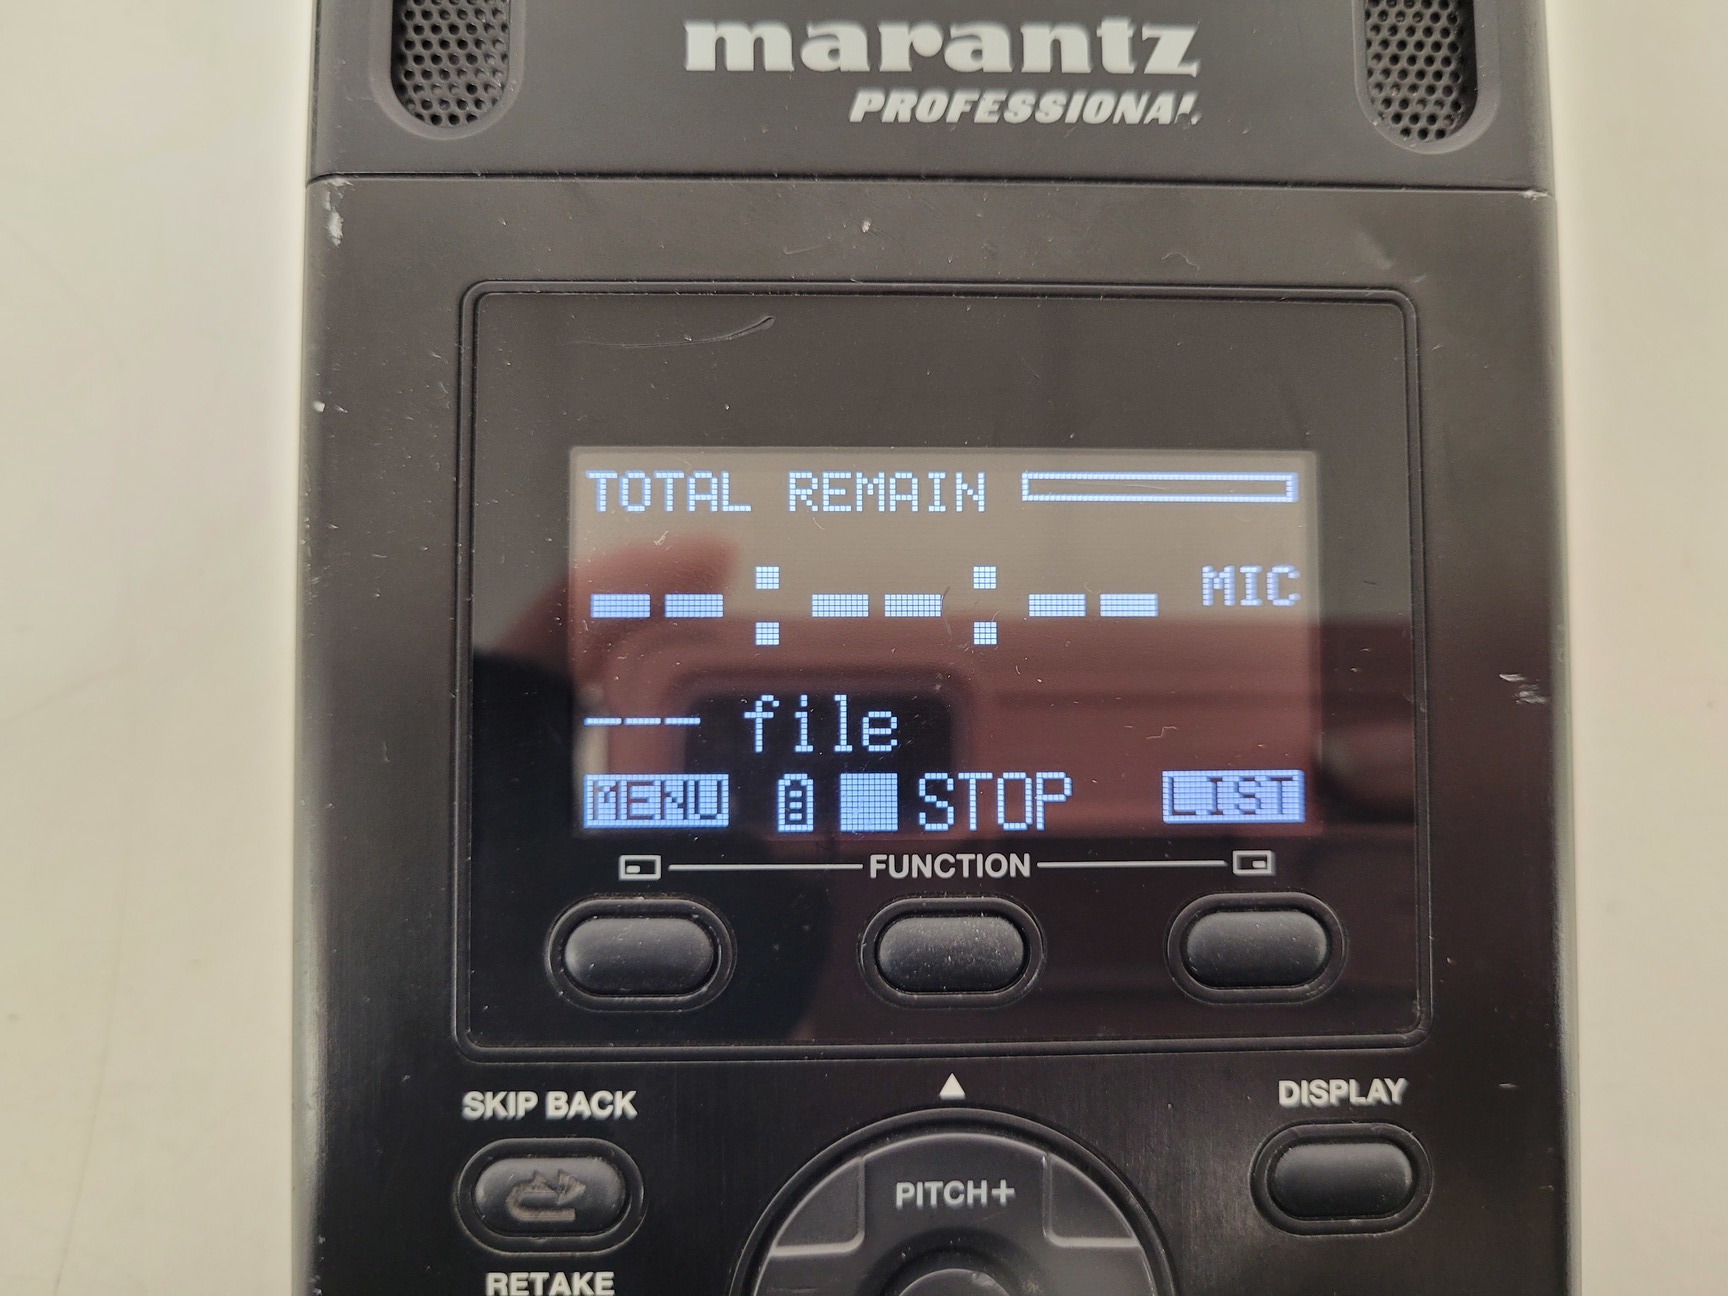 marantz
PROFESSIONAL
TOTAL REMAIN
--:--:-- MIC
--- file
MENU STOP LIST
FUNCTION
SKIP BACK
DISPLAY
PITCH+
RETAKE